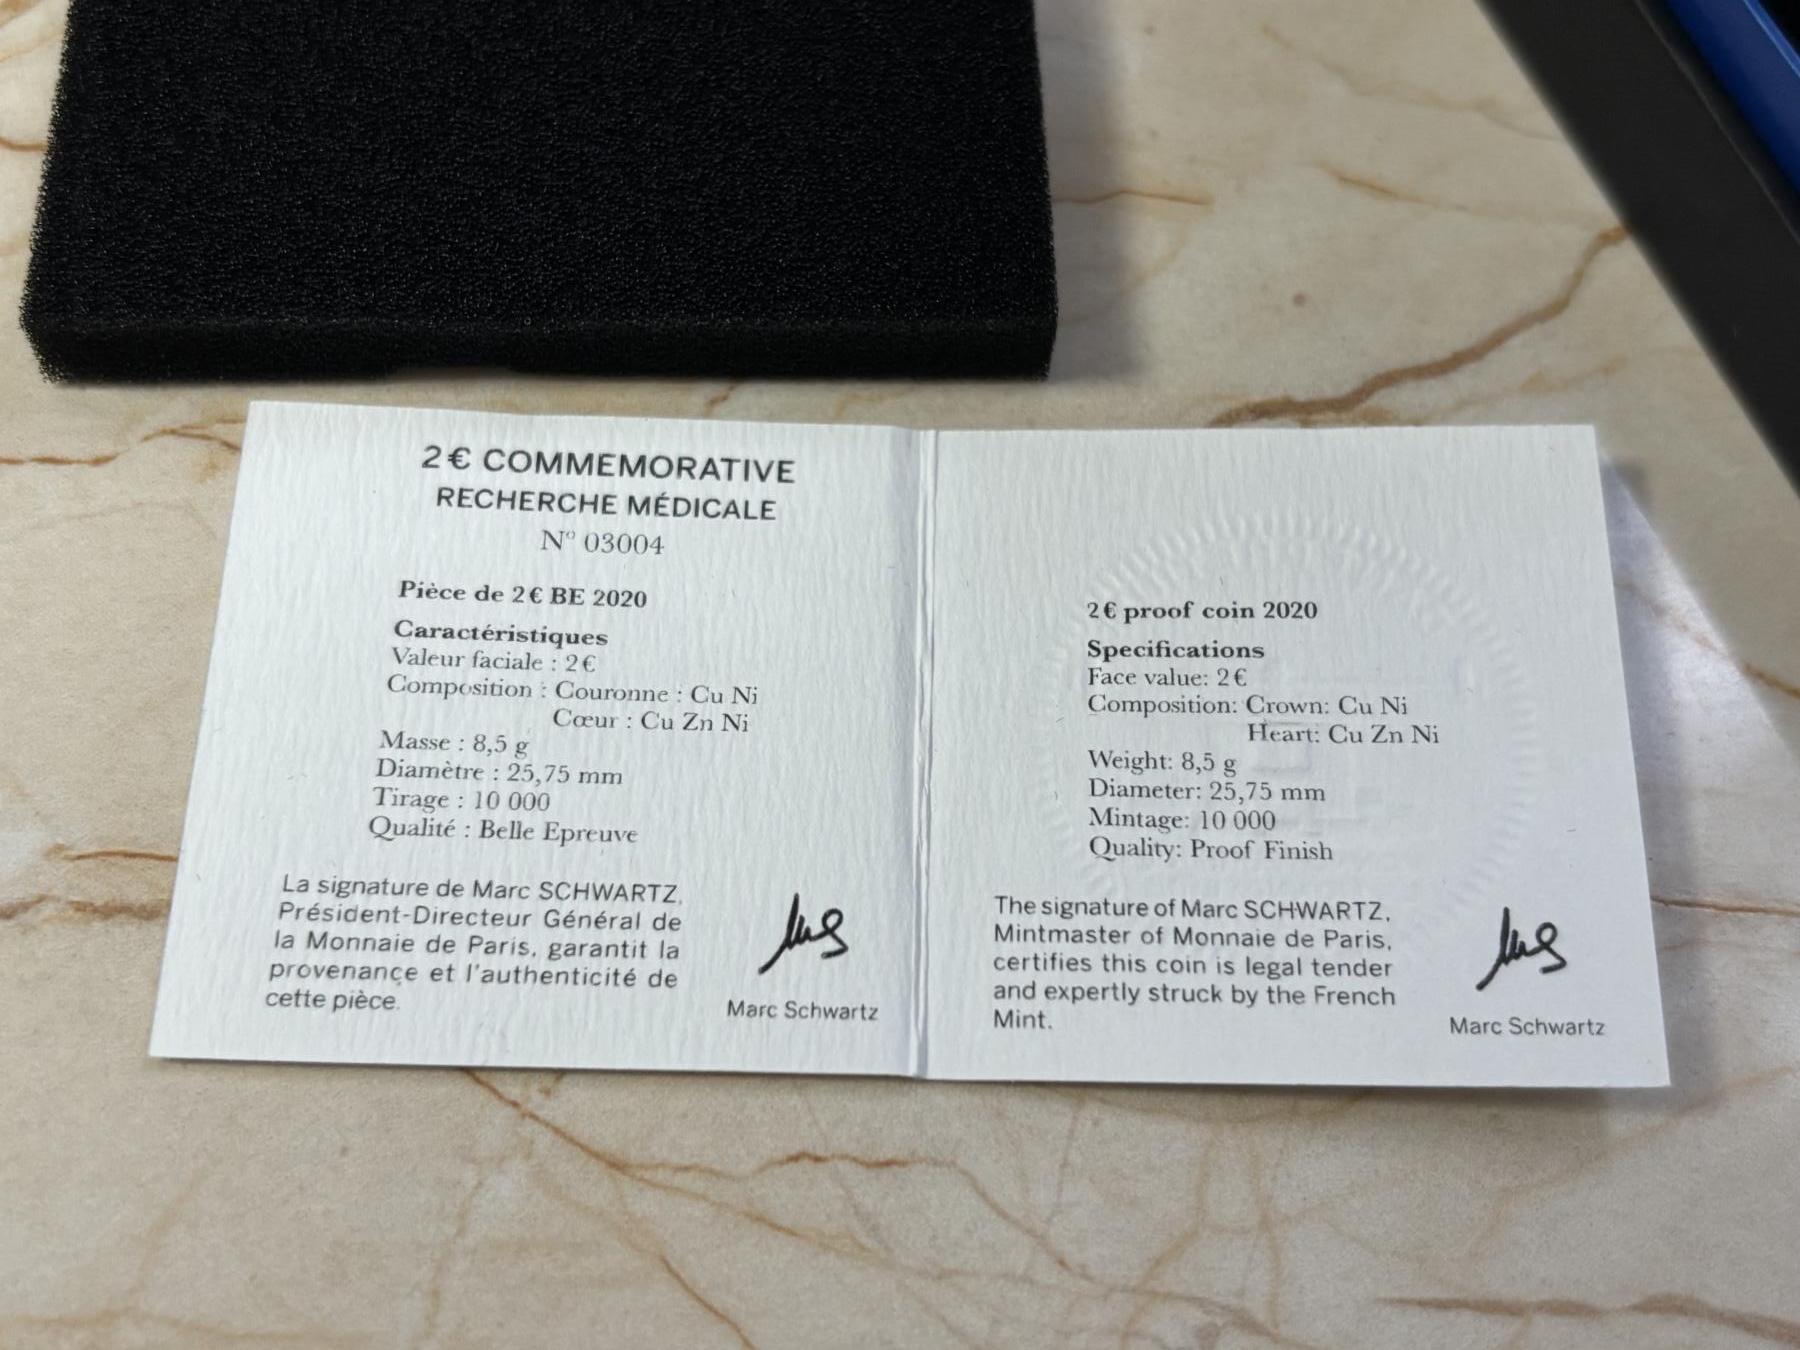 2€ COMMEMORATIVE
RECHERCHE MÉDICALE
N° 03004
Pièce de 2€ BE 2020
Caractéristiques
Valeur faciale : 2€
Composition : Couronne : Cu Ni
Cœur : Cu Zn Ni
Masse : 8,5 g
Diamètre : 25,75 mm
Tirage : 10 000
Qualité : Belle Epreuve
La signature de Marc SCHWARTZ,
Président-Directeur Général de
la Monnaie de Paris, garantit la
provenance et l'authenticité de
cette pièce.
Marc Schwartz
2€ proof coin 2020
Specifications
Face value: 2€
Composition: Crown: Cu Ni
Heart: Cu Zn Ni
Weight: 8,5 g
Diameter: 25,75 mm
Mintage: 10 000
Quality: Proof Finish
The signature of Marc SCHWARTZ,
Mintmaster of Monnaie de Paris,
certifies this coin is legal tender
and expertly struck by the French
Mint.
Marc Schwartz